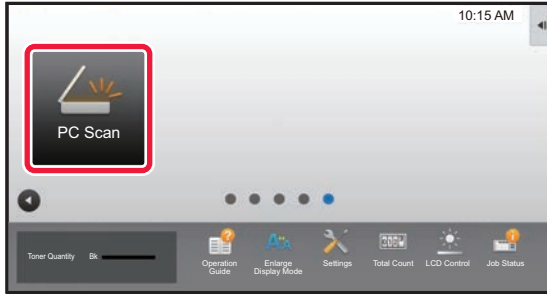 10:15 AM
PC Scan
Toner Quantity Bk
Operation
Guide
Enlarge
Display Mode
Settings
Total Count
LCD Control
Job Status